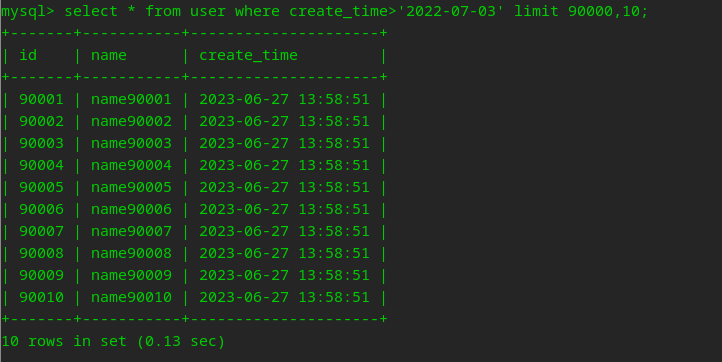 mysql> select * from user where create_time>'2022-07-03' limit 90000,10;
+-------+-----------+---------------------+
| id    | name      | create_time         |
+-------+-----------+---------------------+
| 90001 | name90001 | 2023-06-27 13:58:51 |
| 90002 | name90002 | 2023-06-27 13:58:51 |
| 90003 | name90003 | 2023-06-27 13:58:51 |
| 90004 | name90004 | 2023-06-27 13:58:51 |
| 90005 | name90005 | 2023-06-27 13:58:51 |
| 90006 | name90006 | 2023-06-27 13:58:51 |
| 90007 | name90007 | 2023-06-27 13:58:51 |
| 90008 | name90008 | 2023-06-27 13:58:51 |
| 90009 | name90009 | 2023-06-27 13:58:51 |
| 90010 | name90010 | 2023-06-27 13:58:51 |
+-------+-----------+---------------------+
10 rows in set (0.13 sec)